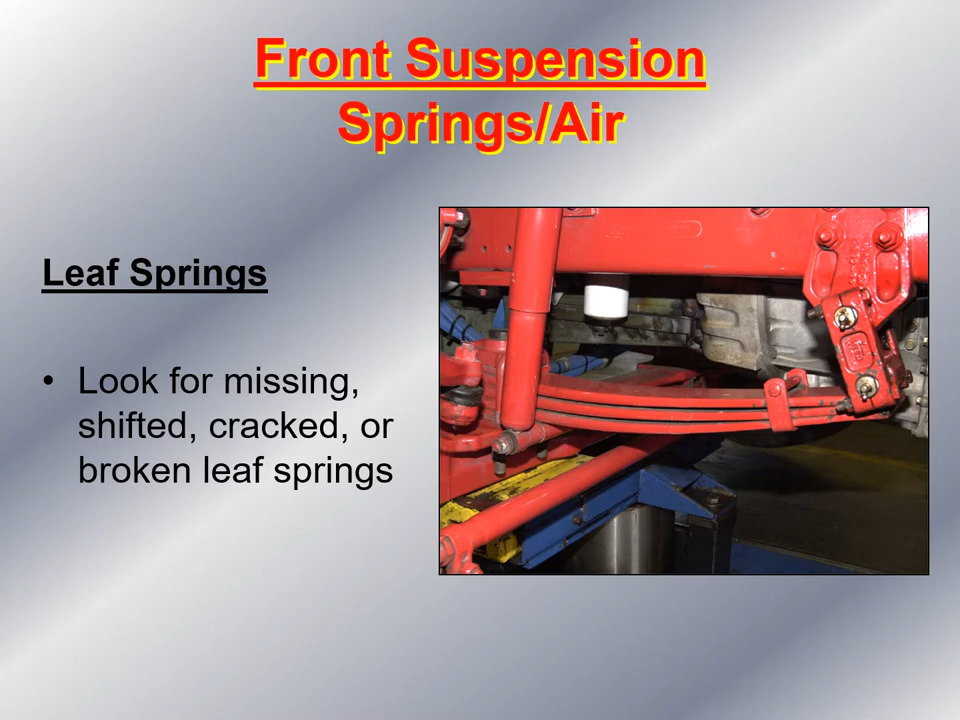 Front Suspension
Springs/Air
Leaf Springs
• Look for missing,
shifted, cracked, or
broken leaf springs